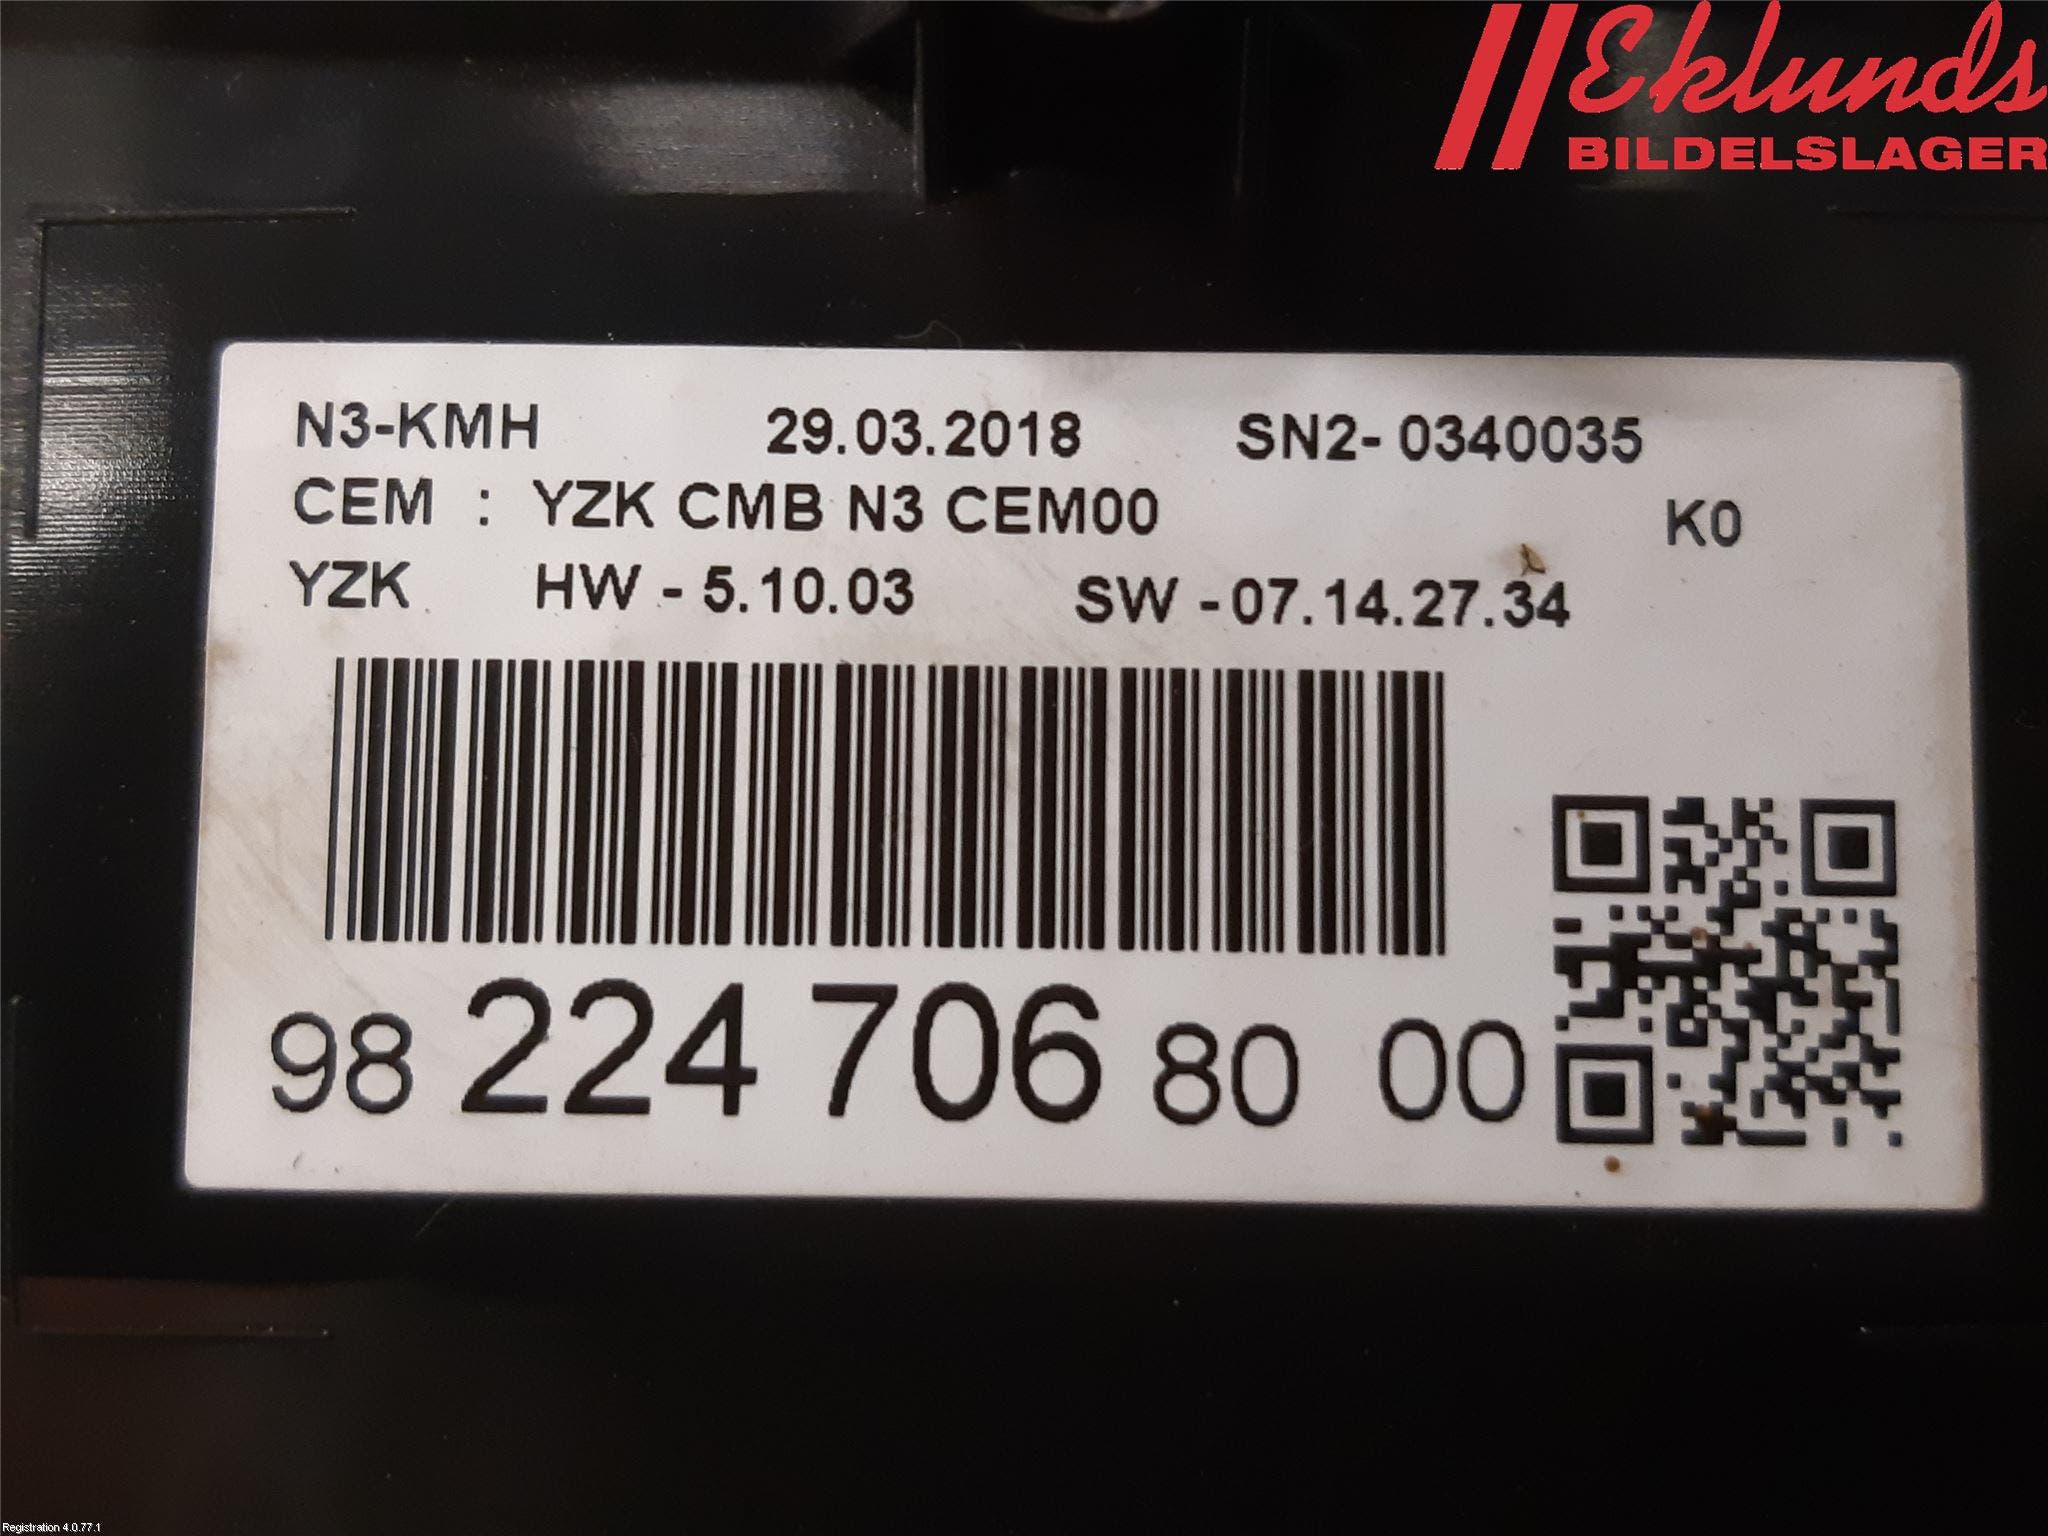 Eklunds
BILDELSLAGER
N3-KMH 29.03.2018 SN2- 0340035
CEM : YZK CMB N3 CEM00 K0
YZK HW - 5.10.03 SW - 07.14.27.34
98 224 706 80 00
Registration 4.0.77.1